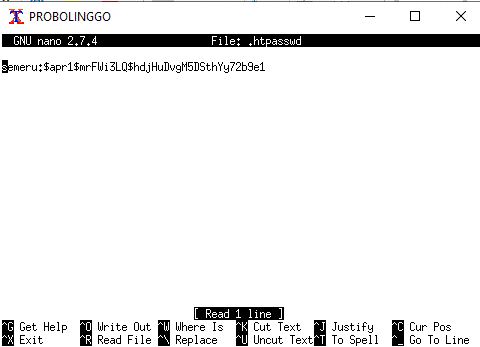 PROBOLINGGO
GNU nano 2.7.4 File: .htpasswd
semeru:$apr1$mrFWi3LQ$hdjHuDvgM5DSthYy72b9e1
[ Read 1 line ]
^G Get Help ^O Write Out ^W Where Is ^K Cut Text ^J Justify ^C Cur Pos
^X Exit ^R Read File ^\ Replace ^U Uncut Text ^T To Spell ^_ Go To Line